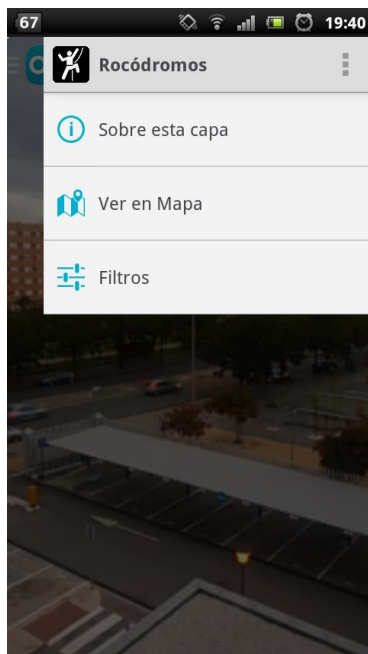 67
19:40
Rocódromos
Sobre esta capa
Ver en Mapa
Filtros